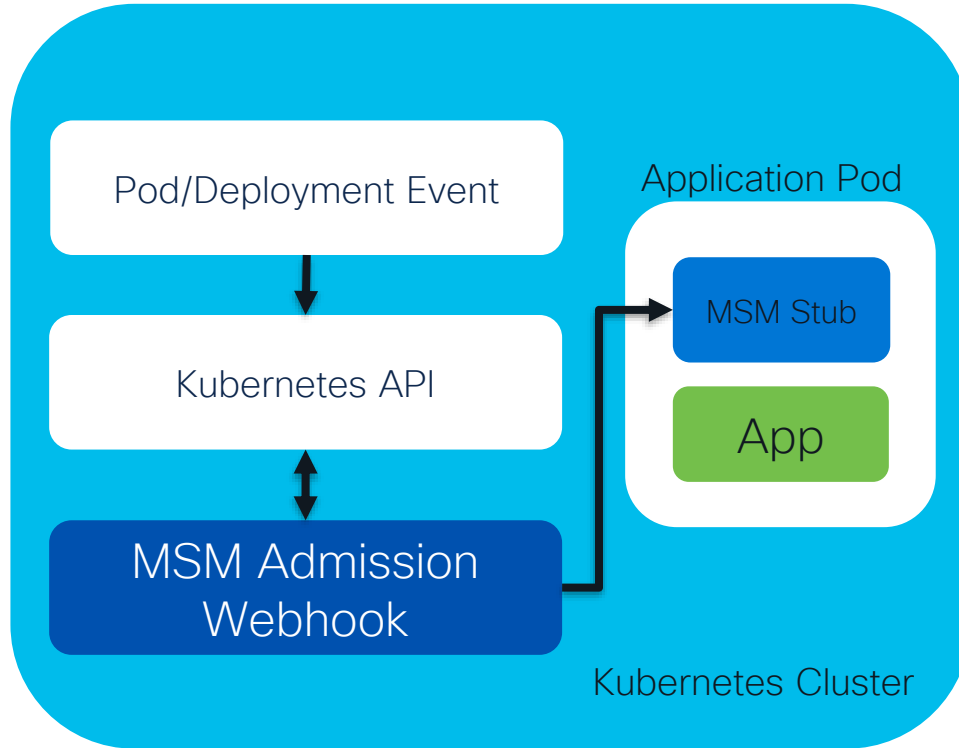 Pod/Deployment Event
Application Pod
MSM Stub
Kubernetes API
App
MSM Admission
Webhook
Kubernetes Cluster